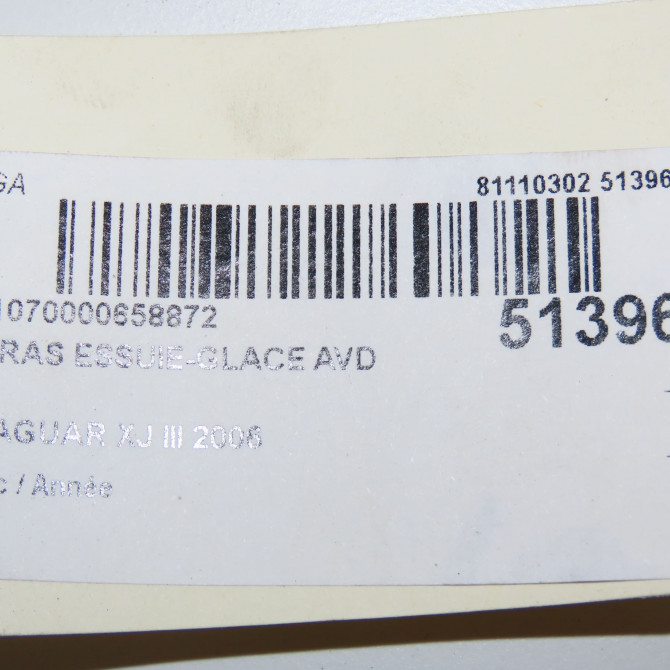 GA 81110302 51396
1070000658872 51396
RAS ESSUIE-GLACE AVD
AGUAR XJ III 2006
c / Année